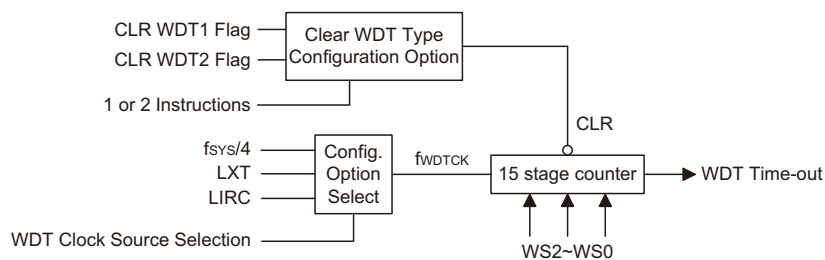 CLR WDT1 Flag
CLR WDT2 Flag
Clear WDT Type
Configuration Option
1 or 2 Instructions
CLR
fSYS/4
LXT
LIRC
Config.
Option
Select
fWDTCK
15 stage counter
WDT Time-out
WDT Clock Source Selection
WS2~WS0